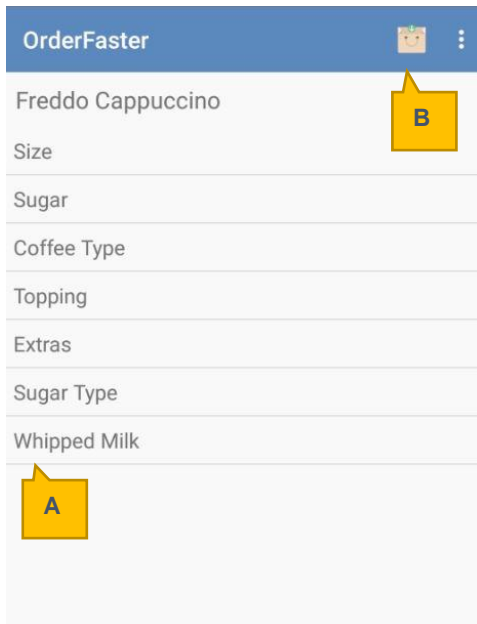 OrderFaster
Freddo Cappuccino
B
Size
Sugar
Coffee Type
Topping
Extras
Sugar Type
Whipped Milk
A